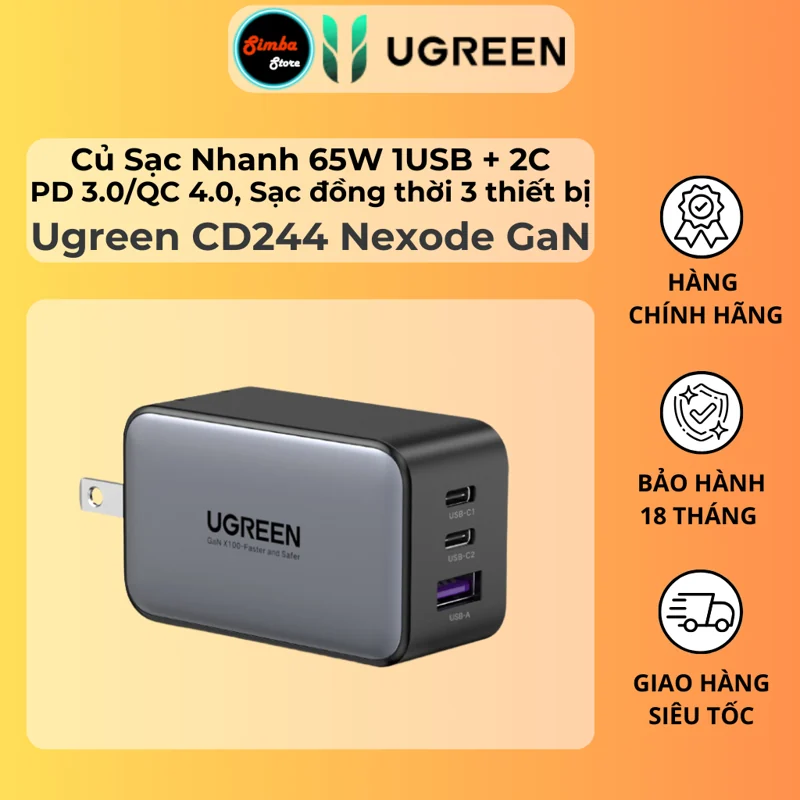 Simba
Store
UGREEN
Củ Sạc Nhanh 65W 1USB + 2C
PD 3.0/QC 4.0, Sạc đồng thời 3 thiết bị
Ugreen CD244 Nexode GaN
UGREEN
GaN X100-Faster and Safer
USB-C1
USB-C2
USB-A
HÀNG
CHÍNH HÃNG
BẢO HÀNH
18 THÁNG
GIAO HÀNG
SIÊU TỐC